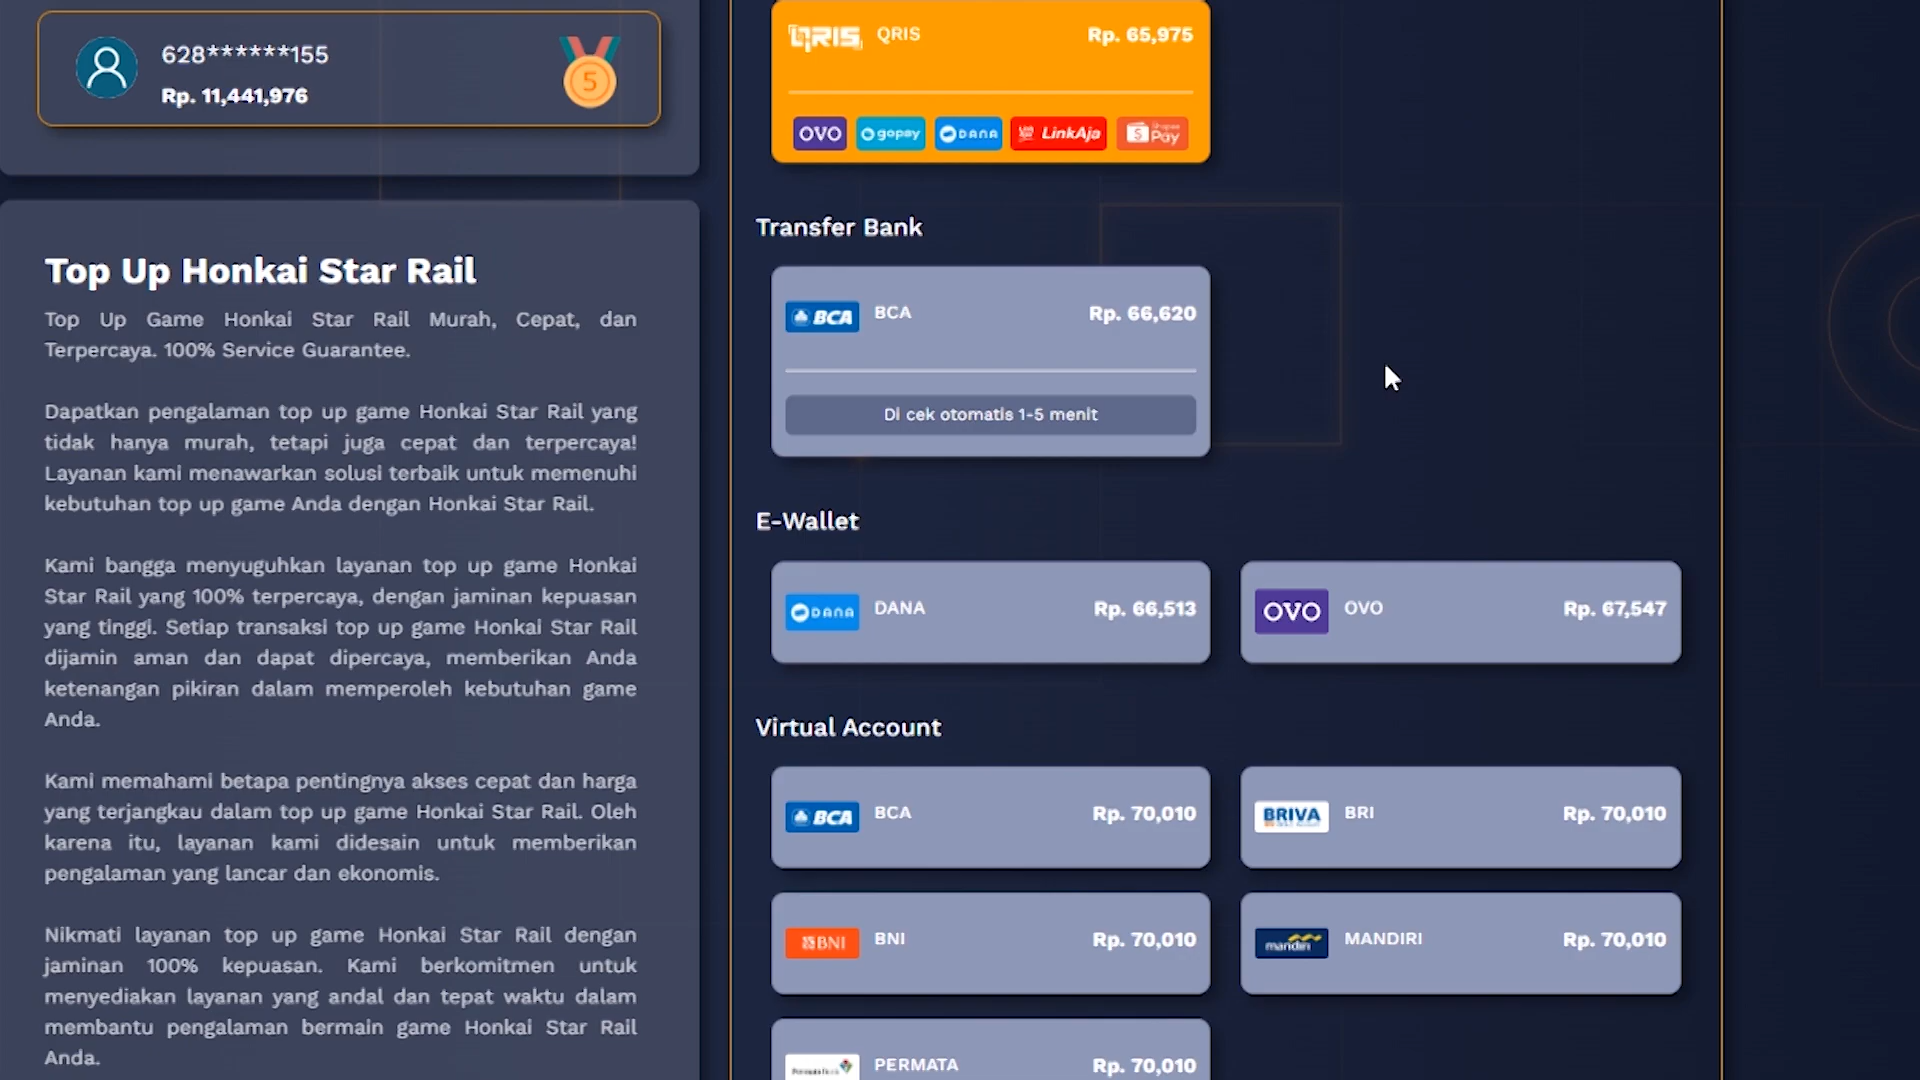 628******155
Rp. 11,441,976
5
Top Up Honkai Star Rail
Top Up Game Honkai Star Rail Murah, Cepat, dan
Terpercaya. 100% Service Guarantee.
Dapatkan pengalaman top up game Honkai Star Rail yang
tidak hanya murah, tetapi juga cepat dan terpercaya!
Layanan kami menawarkan solusi terbaik untuk memenuhi
kebutuhan top up game Anda dengan Honkai Star Rail.
Kami bangga menyuguhkan layanan top up game Honkai
Star Rail yang 100% terpercaya, dengan jaminan kepuasan
yang tinggi. Setiap transaksi top up game Honkai Star Rail
dijamin aman dan dapat dipercaya, memberikan Anda
ketenangan pikiran dalam memperoleh kebutuhan game
Anda.
Kami memahami betapa pentingnya akses cepat dan harga
yang terjangkau dalam top up game Honkai Star Rail. Oleh
karena itu, layanan kami didesain untuk memberikan
pengalaman yang lancar dan ekonomis.
Nikmati layanan top up game Honkai Star Rail dengan
jaminan 100% kepuasan. Kami berkomitmen untuk
menyediakan layanan yang andal dan tepat waktu dalam
membantu pengalaman bermain game Honkai Star Rail
Anda.
QRIS QRIS Rp. 65,975
OVO gopay DANA LinkAja Shopee Pay
Transfer Bank
BCA BCA Rp. 66,620
Di cek otomatis 1-5 menit
E-Wallet
DANA DANA Rp. 66,513
OVO OVO Rp. 67,547
Virtual Account
BCA BCA Rp. 70,010
BRIVA BRI Rp. 70,010
BNI BNI Rp. 70,010
mandiri MANDIRI Rp. 70,010
PermataBank PERMATA Rp. 70,010